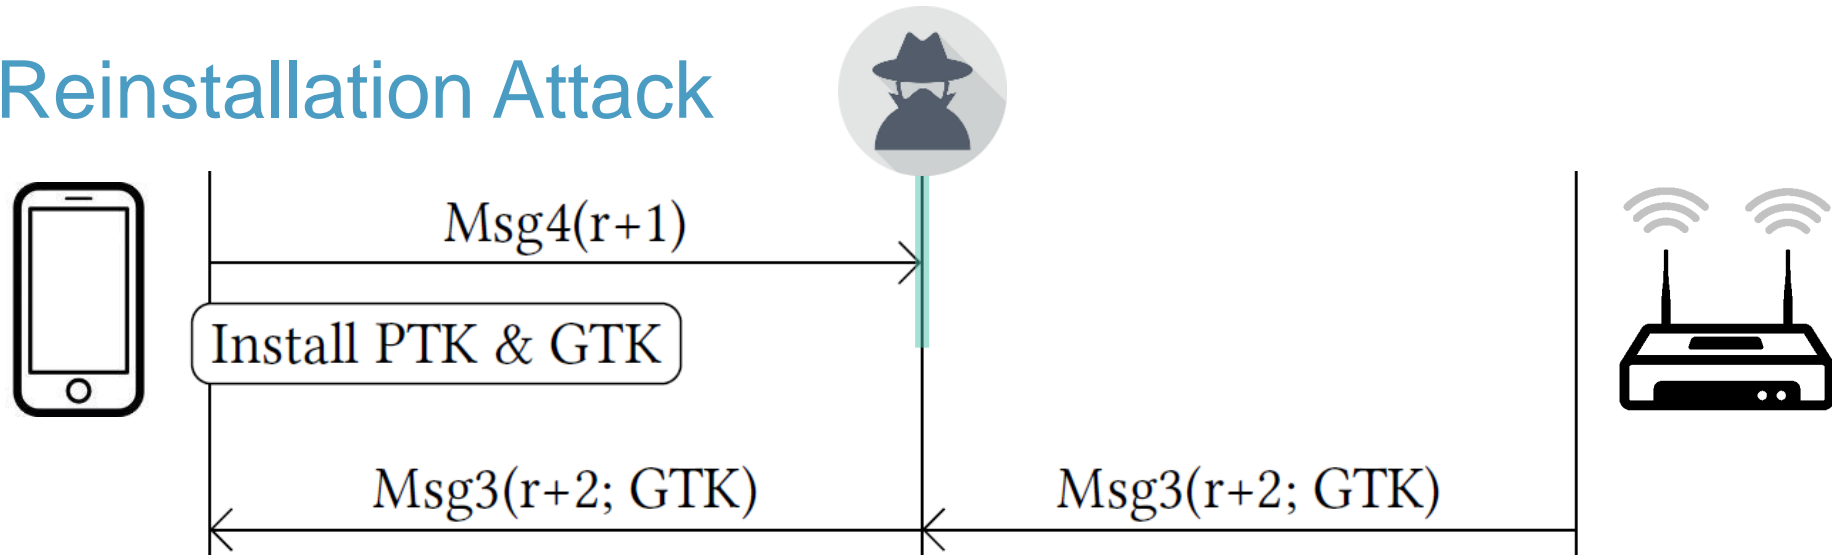 Reinstallation Attack
Msg4(r+1)
Install PTK & GTK
Msg3(r+2; GTK)
Msg3(r+2; GTK)